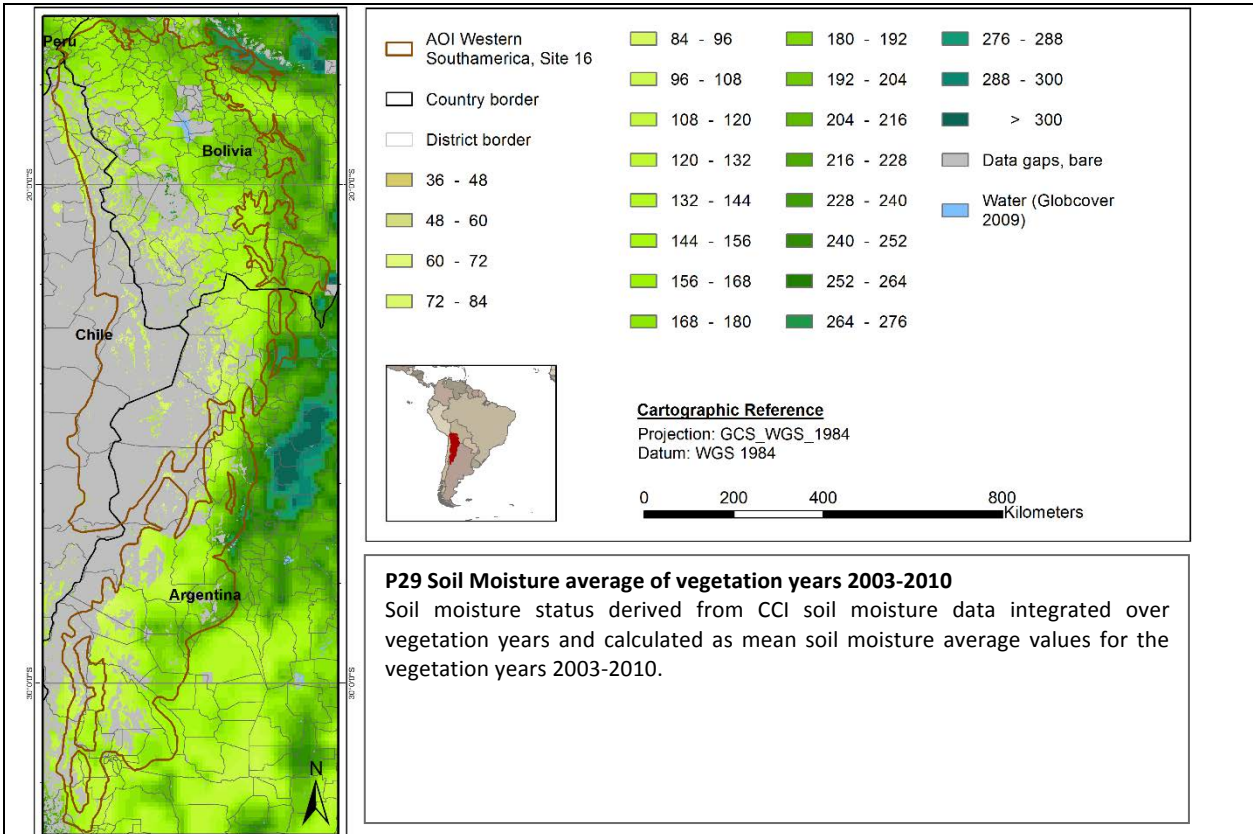 Peru
Bolivia
Chile
Argentina
20°0'0"S
20°0'0"S
30°0'0"S
30°0'0"S
N
AOI Western
Southamerica, Site 16
Country border
District border
36 - 48
48 - 60
60 - 72
72 - 84
84 - 96
96 - 108
108 - 120
120 - 132
132 - 144
144 - 156
156 - 168
168 - 180
180 - 192
192 - 204
204 - 216
216 - 228
228 - 240
240 - 252
252 - 264
264 - 276
276 - 288
288 - 300
> 300
Data gaps, bare
Water (Globcover
2009)
Cartographic Reference
Projection: GCS_WGS_1984
Datum: WGS 1984
0 200 400 800
Kilometers
P29 Soil Moisture average of vegetation years 2003-2010
Soil moisture status derived from CCI soil moisture data integrated over
vegetation years and calculated as mean soil moisture average values for the
vegetation years 2003-2010.